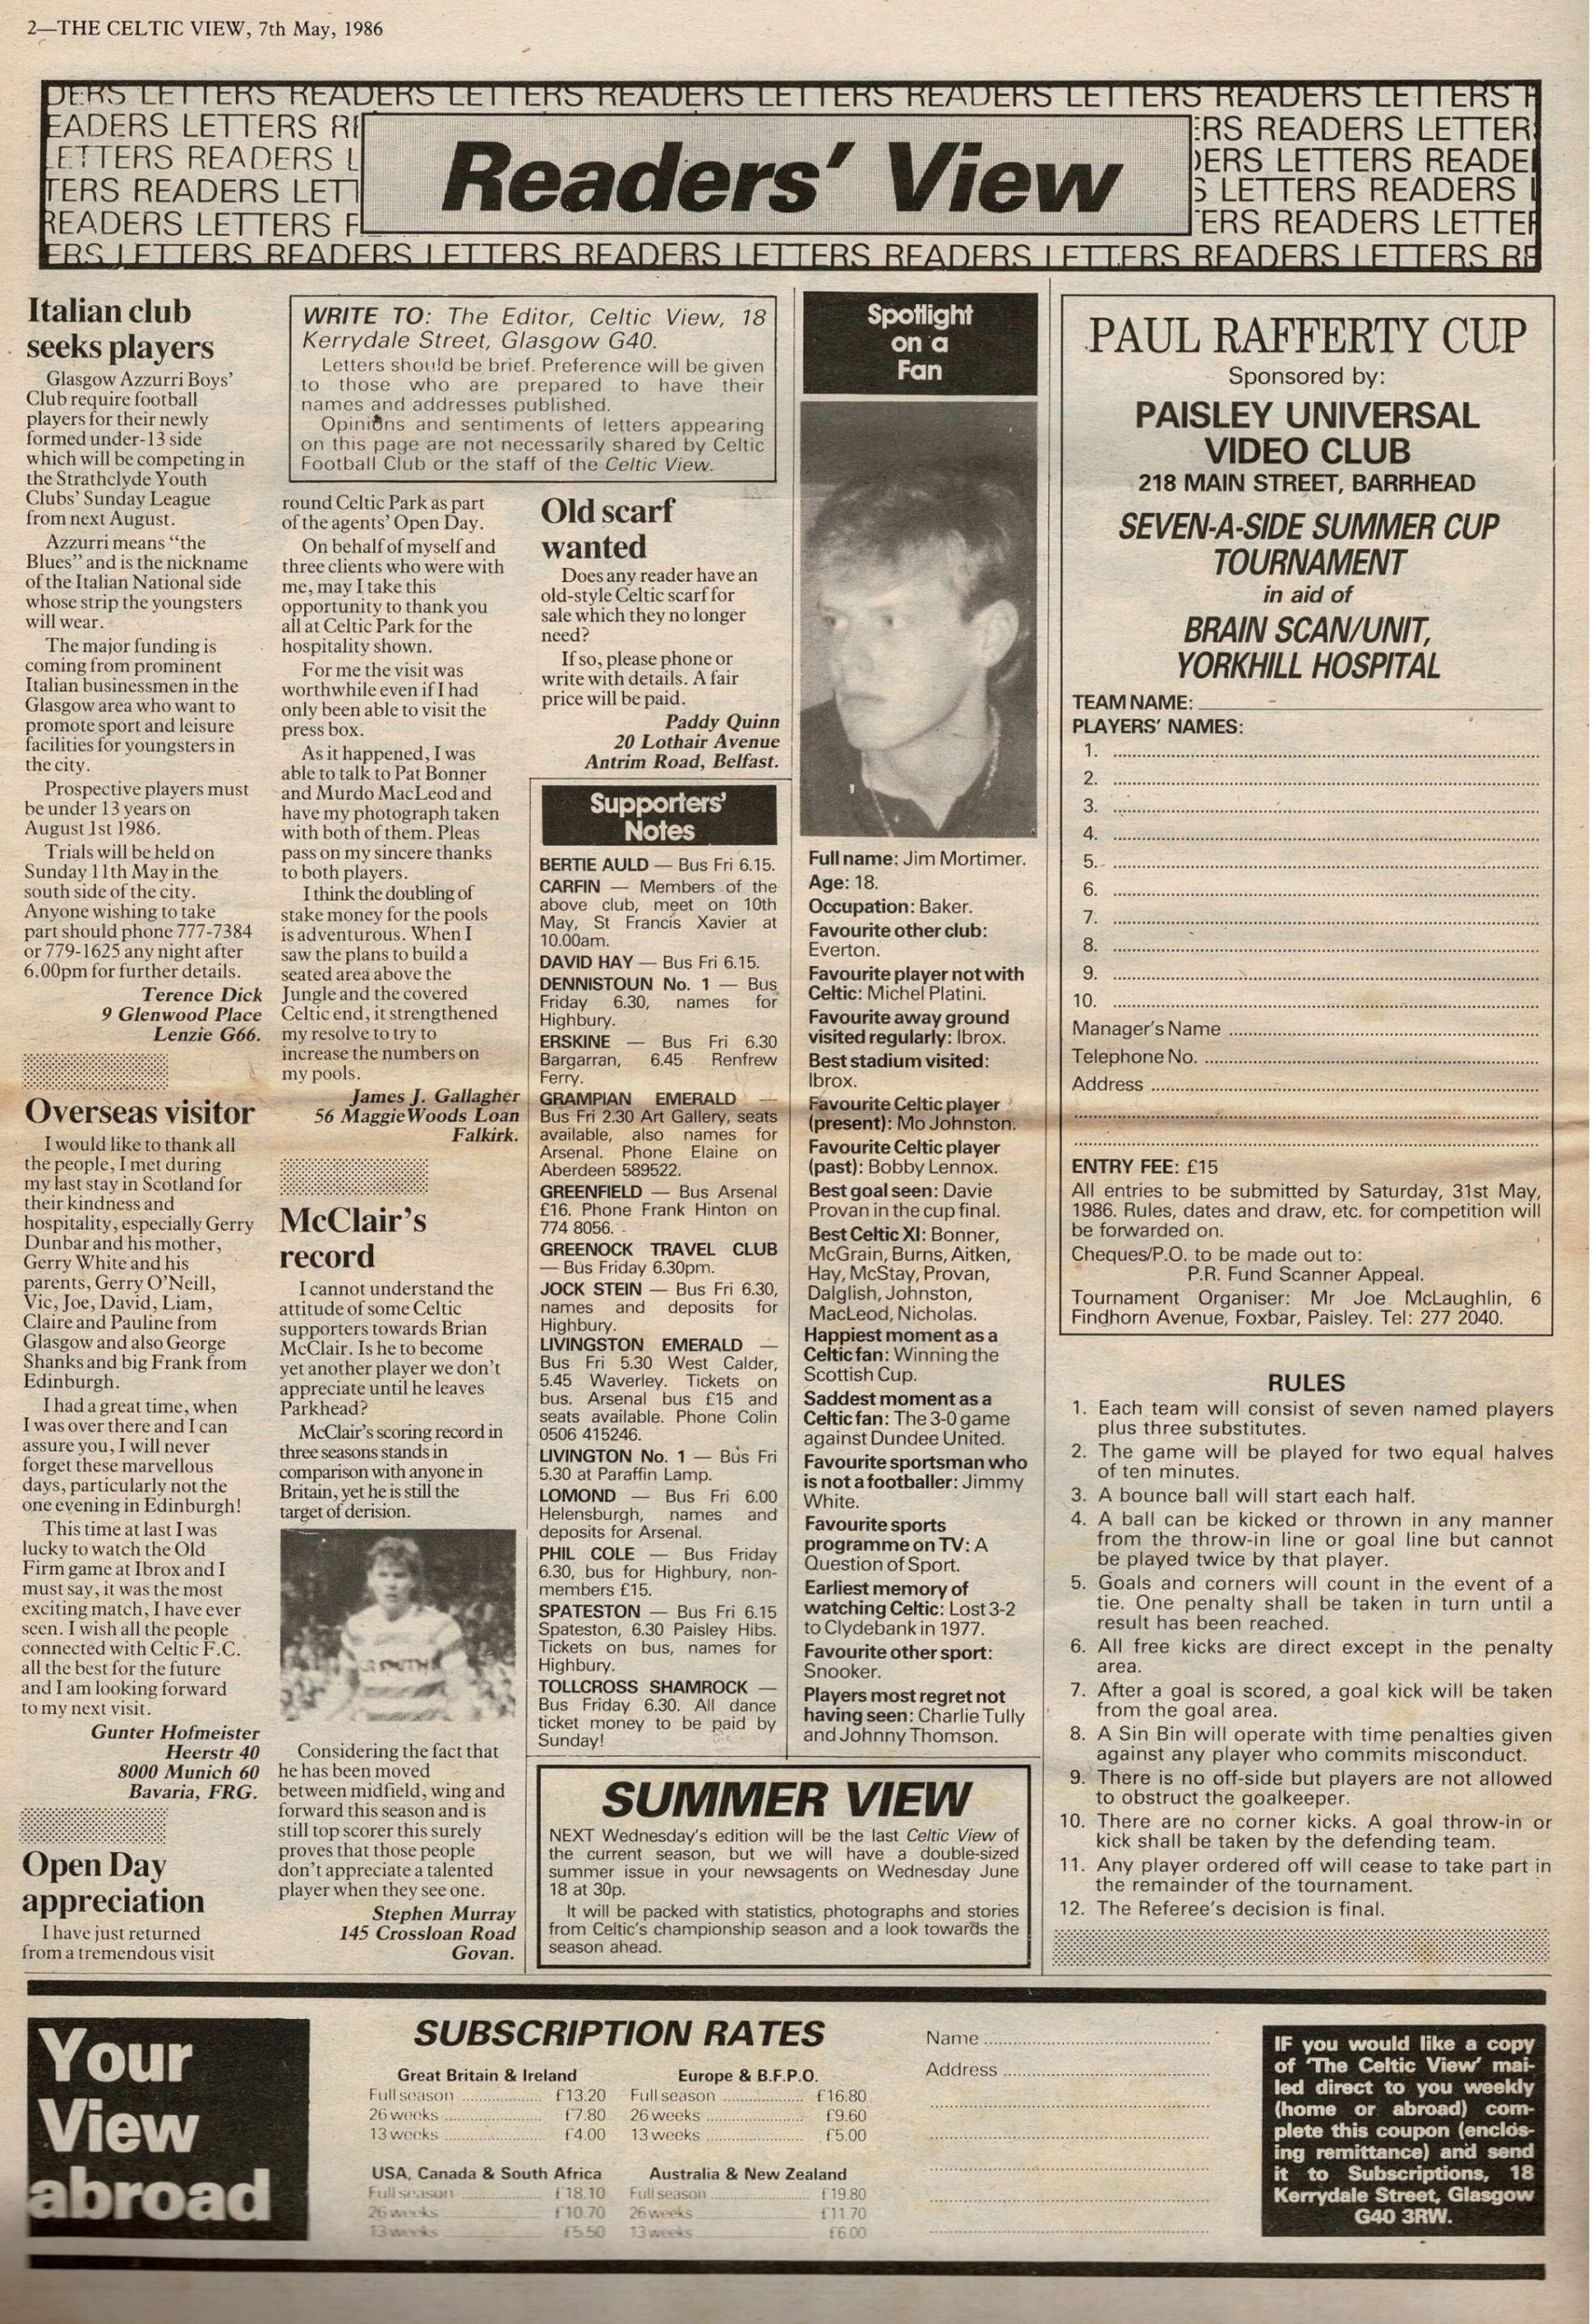 2—THE CELTIC VIEW, 7th May, 1986
DERS LETTERS READERS LETTERS READERS LETTERS READERS LETTERS READERS LETTERS R
EADERS LETTERS RE
ETTERS READERS L
TERS READERS LETT
READERS LETTERS F
Readers' View
ERS READERS LETTER
DERS LETTERS READE
S LETTERS READERS L
TERS READERS LETTER
ERS LETTERS READERS LETTERS READERS LETTERS READERS LETTERS READERS LETTERS RE
Italian club
seeks players
Glasgow Azzurri Boys'
Club require football
players for their newly
formed under-13 side
which will be competing in
the Strathclyde Youth
Clubs' Sunday League
from next August.
Azzurri means “the
Blues” and is the nickname
of the Italian National side
whose strip the youngsters
will wear.
The major funding is
coming from prominent
Italian businessmen in the
Glasgow area who want to
promote sport and leisure
facilities for youngsters in
the city.
Prospective players must
be under 13 years on
August 1st 1986.
Trials will be held on
Sunday 11th May in the
south side of the city.
Anyone wishing to take
part should phone 777-7384
or 779-1625 any night after
6.00pm for further details.
Terence Dick
9 Glenwood Place
Lenzie G66.
Overseas visitor
I would like to thank all
the people, I met during
my last stay in Scotland for
their kindness and
hospitality, especially Gerry
Dunbar and his mother,
Gerry White and his
parents, Gerry O'Neill,
Vic, Joe, David, Liam,
Claire and Pauline from
Glasgow and also George
Shanks and big Frank from
Edinburgh.
I had a great time, when
I was over there and I can
assure you, I will never
forget these marvellous
days, particularly not the
one evening in Edinburgh!
This time at last I was
lucky to watch the Old
Firm game at Ibrox and I
must say, it was the most
exciting match, I have ever
seen. I wish all the people
connected with Celtic F.C.
all the best for the future
and I am looking forward
to my next visit.
Gunter Hofmeister
Heerstr 40
8000 Munich 60
Bavaria, FRG.
Open Day
appreciation
I have just returned
from a tremendous visit
WRITE TO: The Editor, Celtic View, 18
Kerrydale Street, Glasgow G40.
Letters should be brief. Preference will be given
to those who are prepared to have their
names and addresses published.
Opinions and sentiments of letters appearing
on this page are not necessarily shared by Celtic
Football Club or the staff of the Celtic View.
round Celtic Park as part
of the agents' Open Day.
On behalf of myself and
three clients who were with
me, may I take this
opportunity to thank you
all at Celtic Park for the
hospitality shown.
For me the visit was
worthwhile even if I had
only been able to visit the
press box.
As it happened, I was
able to talk to Pat Bonner
and Murdo MacLeod and
have my photograph taken
with both of them. Pleas
pass on my sincere thanks
to both players.
I think the doubling of
stake money for the pools
is adventurous. When I
saw the plans to build a
seated area above the
Jungle and the covered
Celtic end, it strengthened
my resolve to try to
increase the numbers on
my pools.
James J. Gallagher
56 MaggieWoods Loan
Falkirk.
McClair's
record
I cannot understand the
attitude of some Celtic
supporters towards Brian
McClair. Is he to become
yet another player we don't
appreciate until he leaves
Parkhead?
McClair's scoring record in
three seasons stands in
comparison with anyone in
Britain, yet he is still the
target of derision.
Considering the fact that
he has been moved
between midfield, wing and
forward this season and is
still top scorer this surely
proves that those people
don't appreciate a talented
player when they see one.
Stephen Murray
145 Crossloan Road
Govan.
Old scarf
wanted
Does any reader have an
old-style Celtic scarf for
sale which they no longer
need?
If so, please phone or
write with details. A fair
price will be paid.
Paddy Quinn
20 Lothair Avenue
Antrim Road, Belfast.
Supporters'
Notes
BERTIE AULD — Bus Fri 6.15.
CARFIN — Members of the
above club, meet on 10th
May, St Francis Xavier at
10.00am.
DAVID HAY — Bus Fri 6.15.
DENNISTOUN No. 1 — Bus
Friday 6.30, names for
Highbury.
ERSKINE — Bus Fri 6.30
Bargarran, 6.45 Renfrew
Ferry.
GRAMPIAN EMERALD —
Bus Fri 2.30 Art Gallery, seats
available, also names for
Arsenal. Phone Elaine on
Aberdeen 589522.
GREENFIELD — Bus Arsenal
£16. Phone Frank Hinton on
774 8056.
GREENOCK TRAVEL CLUB
— Bus Friday 6.30pm.
JOCK STEIN — Bus Fri 6.30,
names and deposits for
Highbury.
LIVINGSTON EMERALD —
Bus Fri 5.30 West Calder,
5.45 Waverley. Tickets on
bus. Arsenal bus £15 and
seats available. Phone Colin
0506 415246.
LIVINGTON No. 1 — Bus Fri
5.30 at Paraffin Lamp.
LOMOND — Bus Fri 6.00
Helensburgh, names and
deposits for Arsenal.
PHIL COLE — Bus Friday
6.30, bus for Highbury, non-
members £15.
SPATESTON — Bus Fri 6.15
Spateston, 6.30 Paisley Hibs.
Tickets on bus, names for
Highbury.
TOLLCROSS SHAMROCK —
Bus Friday 6.30. All dance
ticket money to be paid by
Sunday!
Spotlight
on a
Fan
Full name: Jim Mortimer.
Age: 18.
Occupation: Baker.
Favourite other club:
Everton.
Favourite player not with
Celtic: Michel Platini.
Favourite away ground
visited regularly: Ibrox.
Best stadium visited:
Ibrox.
Favourite Celtic player
(present): Mo Johnston.
Favourite Celtic player
(past): Bobby Lennox.
Best goal seen: Davie
Provan in the cup final.
Best Celtic XI: Bonner,
McGrain, Burns, Aitken,
Hay, McStay, Provan,
Dalglish, Johnston,
MacLeod, Nicholas.
Happiest moment as a
Celtic fan: Winning the
Scottish Cup.
Saddest moment as a
Celtic fan: The 3-0 game
against Dundee United.
Favourite sportsman who
is not a footballer: Jimmy
White.
Favourite sports
programme on TV: A
Question of Sport.
Earliest memory of
watching Celtic: Lost 3-2
to Clydebank in 1977.
Favourite other sport:
Snooker.
Players most regret not
having seen: Charlie Tully
and Johnny Thomson.
SUMMER VIEW
NEXT Wednesday's edition will be the last Celtic View of
the current season, but we will have a double-sized
summer issue in your newsagents on Wednesday June
18 at 30p.
It will be packed with statistics, photographs and stories
from Celtic's championship season and a look towards the
season ahead.
PAUL RAFFERTY CUP
Sponsored by:
PAISLEY UNIVERSAL
VIDEO CLUB
218 MAIN STREET, BARRHEAD
SEVEN-A-SIDE SUMMER CUP
TOURNAMENT
in aid of
BRAIN SCAN/UNIT,
YORKHILL HOSPITAL
TEAM NAME:
PLAYERS' NAMES:
1.
2.
3.
4.
5.
6.
7.
8.
9.
10.
Manager's Name
Telephone No.
Address
ENTRY FEE: £15
All entries to be submitted by Saturday, 31st May,
1986. Rules, dates and draw, etc. for competition will
be forwarded on.
Cheques/P.O. to be made out to:
P.R. Fund Scanner Appeal.
Tournament Organiser: Mr Joe McLaughlin, 6
Findhorn Avenue, Foxbar, Paisley. Tel: 277 2040.
RULES
1. Each team will consist of seven named players
plus three substitutes.
2. The game will be played for two equal halves
of ten minutes.
3. A bounce ball will start each half.
4. A ball can be kicked or thrown in any manner
from the throw-in line or goal line but cannot
be played twice by that player.
5. Goals and corners will count in the event of a
tie. One penalty shall be taken in turn until a
result has been reached.
6. All free kicks are direct except in the penalty
area.
7. After a goal is scored, a goal kick will be taken
from the goal area.
8. A Sin Bin will operate with time penalties given
against any player who commits misconduct.
9. There is no off-side but players are not allowed
to obstruct the goalkeeper.
10. There are no corner kicks. A goal throw-in or
kick shall be taken by the defending team.
11. Any player ordered off will cease to take part in
the remainder of the tournament.
12. The Referee's decision is final.
Your
View
abroad
SUBSCRIPTION RATES
Great Britain & Ireland
Full season £13.20
26 weeks £7.80
13 weeks £4.00
Europe & B.F.P.O.
Full season £16.80
26 weeks £9.60
13 weeks £5.00
USA, Canada & South Africa
Full season £18.10
26 weeks £10.70
13 weeks £5.50
Australia & New Zealand
Full season £19.80
26 weeks £11.70
13 weeks £6.00
Name
Address
IF you would like a copy
of 'The Celtic View' mai-
led direct to you weekly
(home or abroad) com-
plete this coupon (enclos-
ing remittance) and send
it to Subscriptions, 18
Kerrydale Street, Glasgow
G40 3RW.